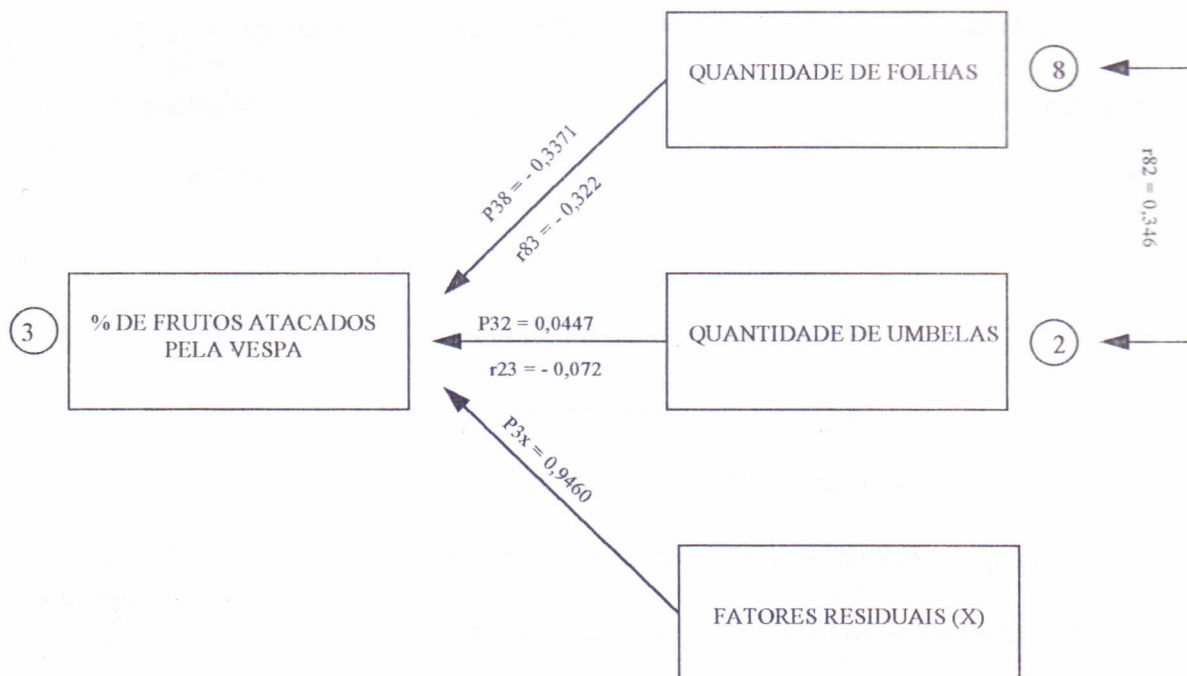 QUANTIDADE DE FOLHAS
8
P38 = - 0,3371
r83 = - 0,322
r82 = 0,346
3
% DE FRUTOS ATACADOS
PELA VESPA
P32 = 0,0447
r23 = - 0,072
QUANTIDADE DE UMBELAS
2
P3x = 0,9460
FATORES RESIDUAIS (X)